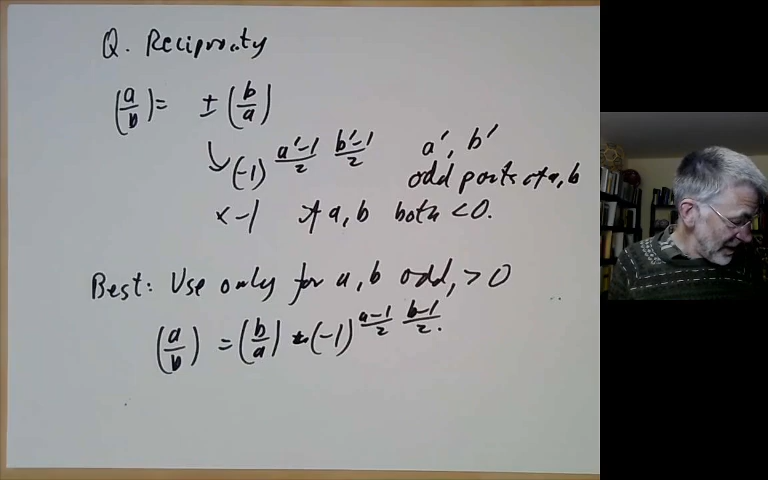 Q. Reciprocity
(a/b) = ± (b/a)
↳ (-1)^{(a'-1)/2 (b'-1)/2} a', b'
odd parts of a, b
× -1 if a, b both < 0.
Best: Use only for a, b odd, > 0
(a/b) = (b/a) (-1)^{(a-1)/2 (b-1)/2}.